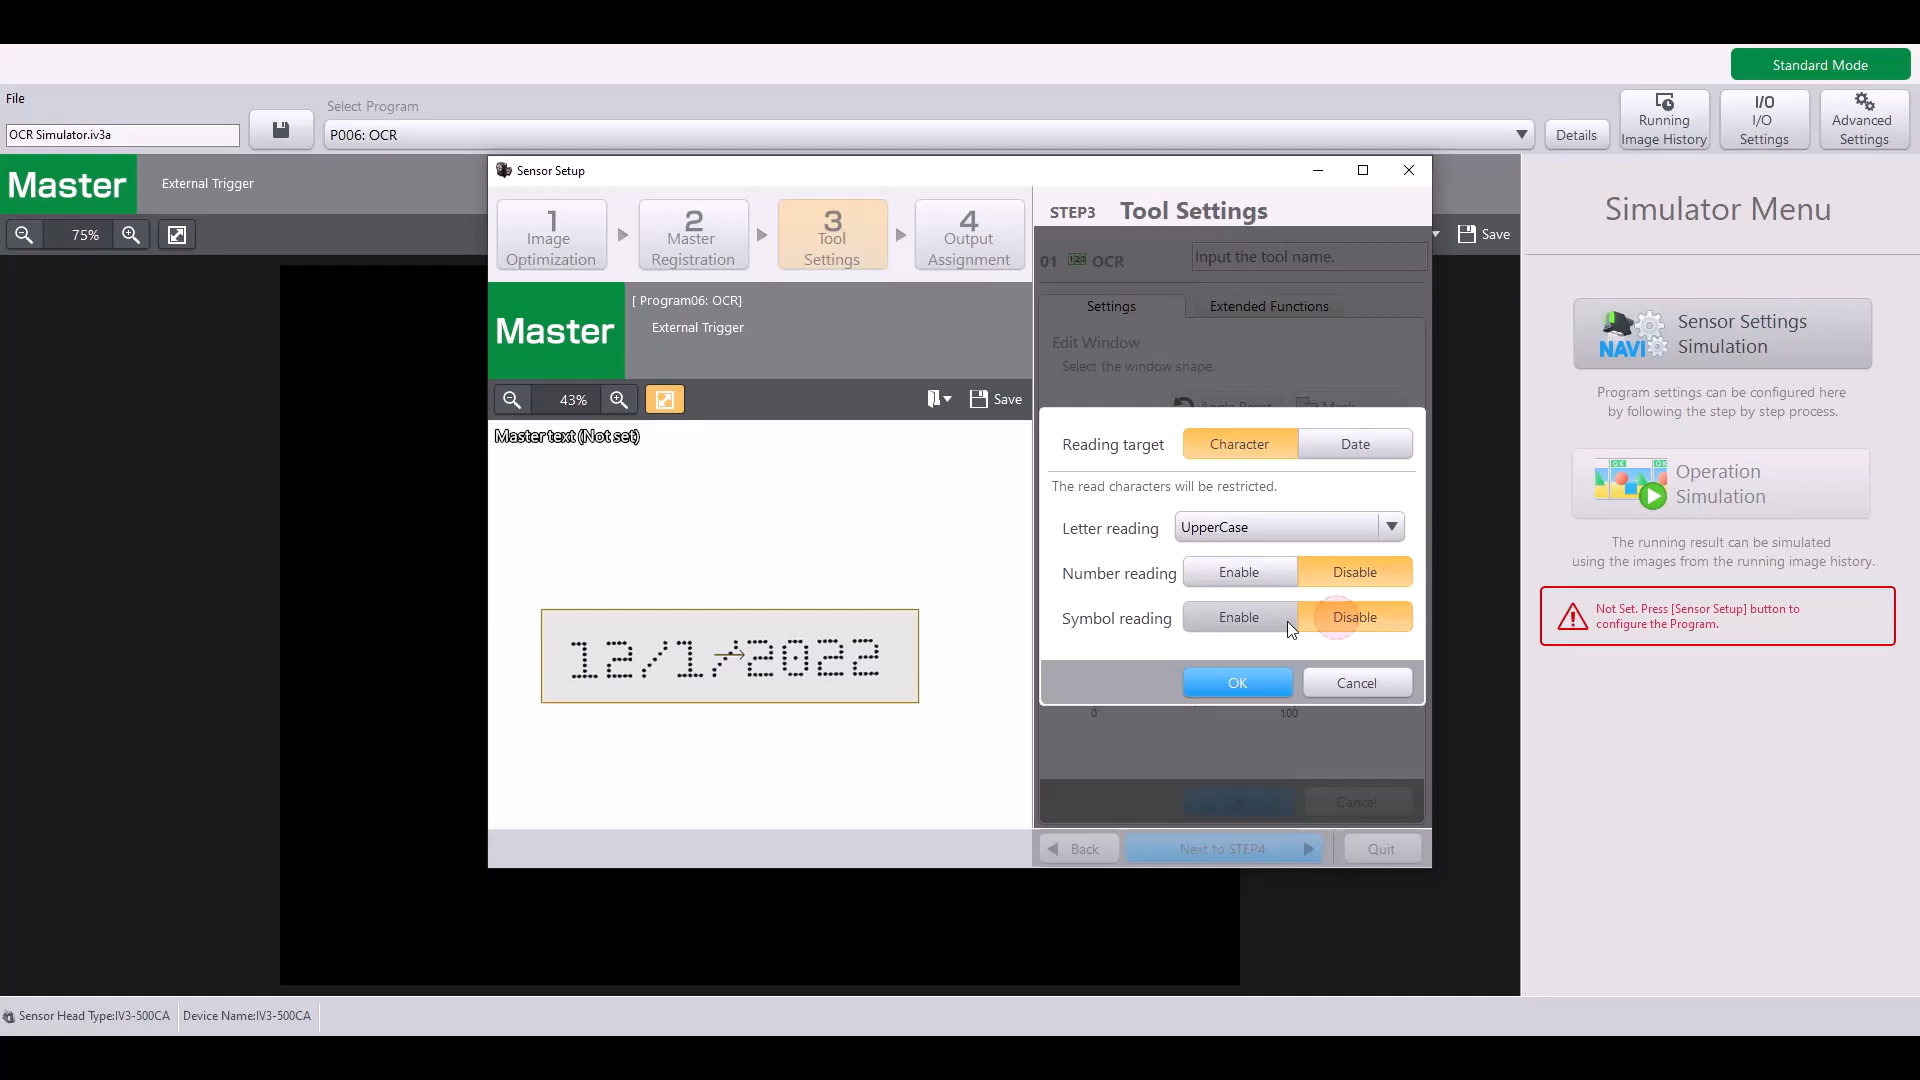 Standard Mode
File
OCR Simulator.iv3a
Select Program
P006: OCR
Details
Running
Image History
I/O
I/O
Settings
Advanced
Settings
Master
External Trigger
75%
Save
Sensor Setup
1
Image
Optimization
2
Master
Registration
3
Tool
Settings
4
Output
Assignment
Master
[ Program06: OCR]
External Trigger
43%
Save
Master text (Not set)
12/1/2022
STEP3 Tool Settings
01 123 OCR
Input the tool name.
Settings
Extended Functions
Edit Window
Select the window shape.
Angle Reset
Mask
Reading target
Character
Date
The read characters will be restricted.
Letter reading
UpperCase
Number reading
Enable
Disable
Symbol reading
Enable
Disable
OK
Cancel
0
100
Cancel
Back
Next to STEP4
Quit
Simulator Menu
NAVI
Sensor Settings
Simulation
Program settings can be configured here
by following the step by step process.
OK
Operation
Simulation
The running result can be simulated
using the images from the running image history.
Not Set. Press [Sensor Setup] button to
configure the Program.
Sensor Head Type:IV3-500CA
Device Name:IV3-500CA